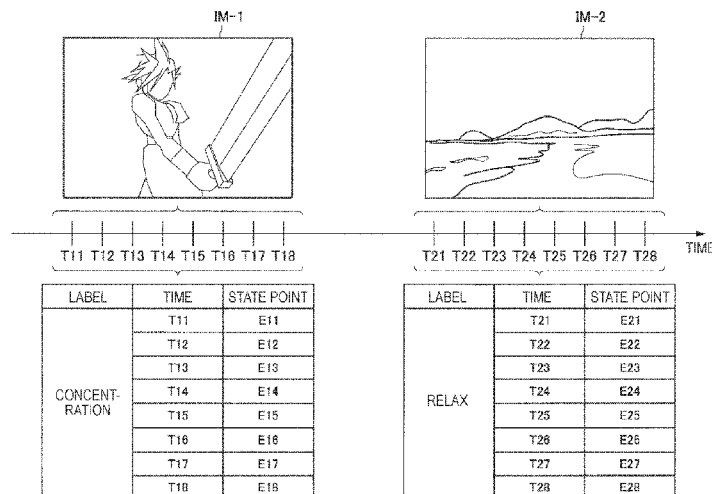 IM-1 IM-2
T11 T12 T13 T14 T15 T16 T17 T18 T21 T22 T23 T24 T25 T26 T27 T28 TIME
LABEL TIME STATE POINT LABEL TIME STATE POINT
T11 E11 T21 E21
T12 E12 T22 E22
T13 E13 T23 E23
CONCENT-
RATION T14 E14 RELAX T24 E24
T15 E15 T25 E25
T16 E16 T26 E26
T17 E17 T27 E27
T18 E18 T28 E28